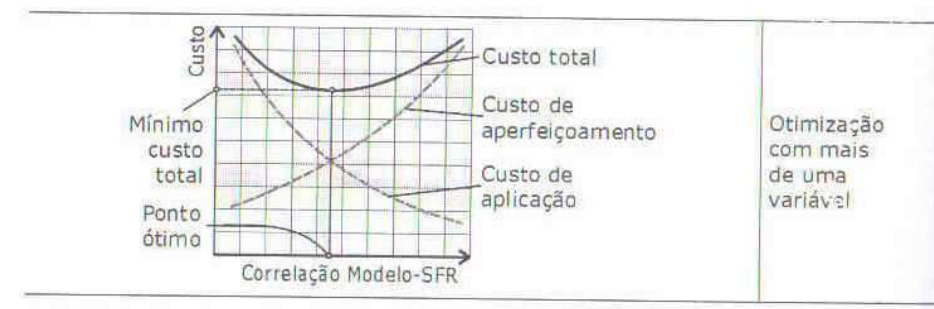 Custo
Custo total
Custo de
aperfeiçoamento
Custo de
aplicação
Mínimo
custo
total
Ponto
ótimo
Correlação Modelo-SFR
Otimização
com mais
de uma
variável